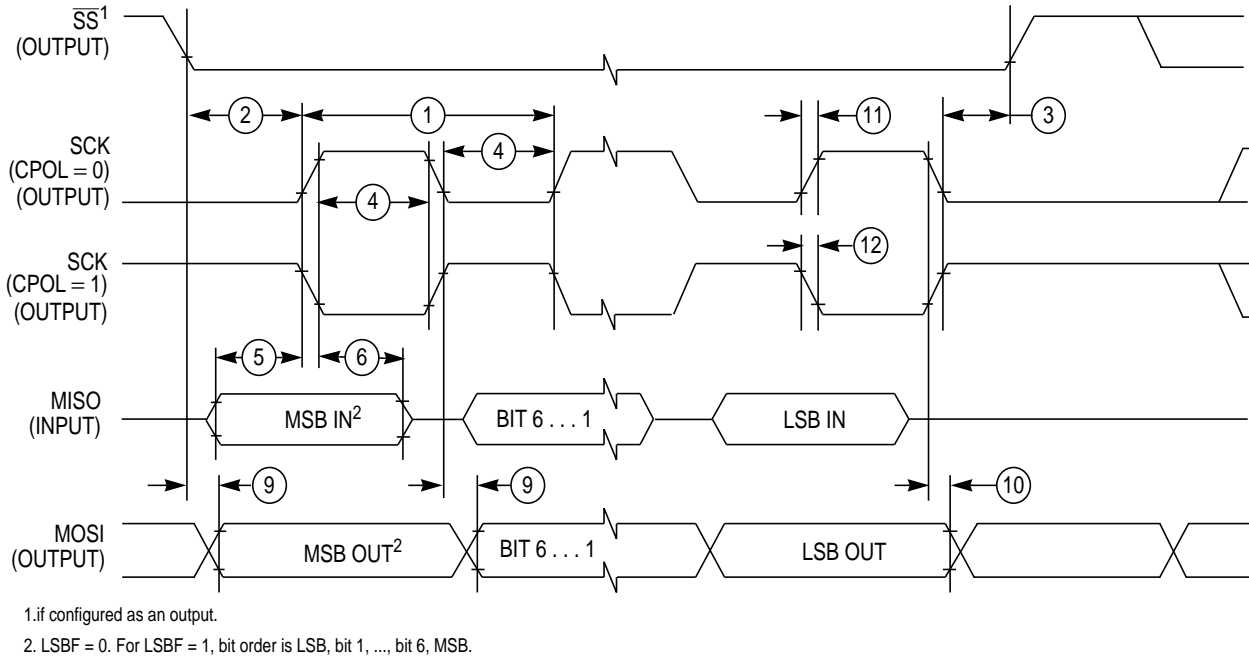 SS1
(OUTPUT)
2
1
11
3
SCK
(CPOL = 0)
(OUTPUT)
4
4
12
SCK
(CPOL = 1)
(OUTPUT)
5
6
MISO
(INPUT)
MSB IN2
BIT 6 . . . 1
LSB IN
9
9
10
MOSI
(OUTPUT)
MSB OUT2
BIT 6 . . . 1
LSB OUT
1.if configured as an output.
2. LSBF = 0. For LSBF = 1, bit order is LSB, bit 1, ..., bit 6, MSB.